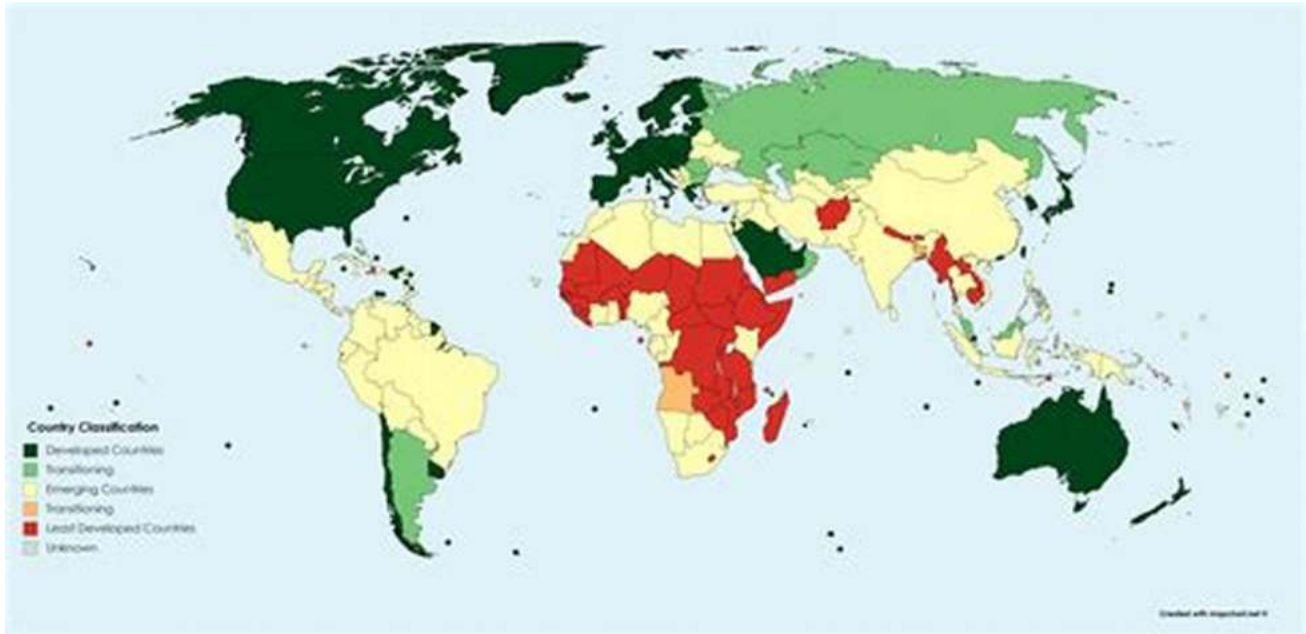 Country Classification
Developed Countries
Transitioning
Emerging Countries
Transitioning
Least Developed Countries
Unknown
Created with mapchart.net ©